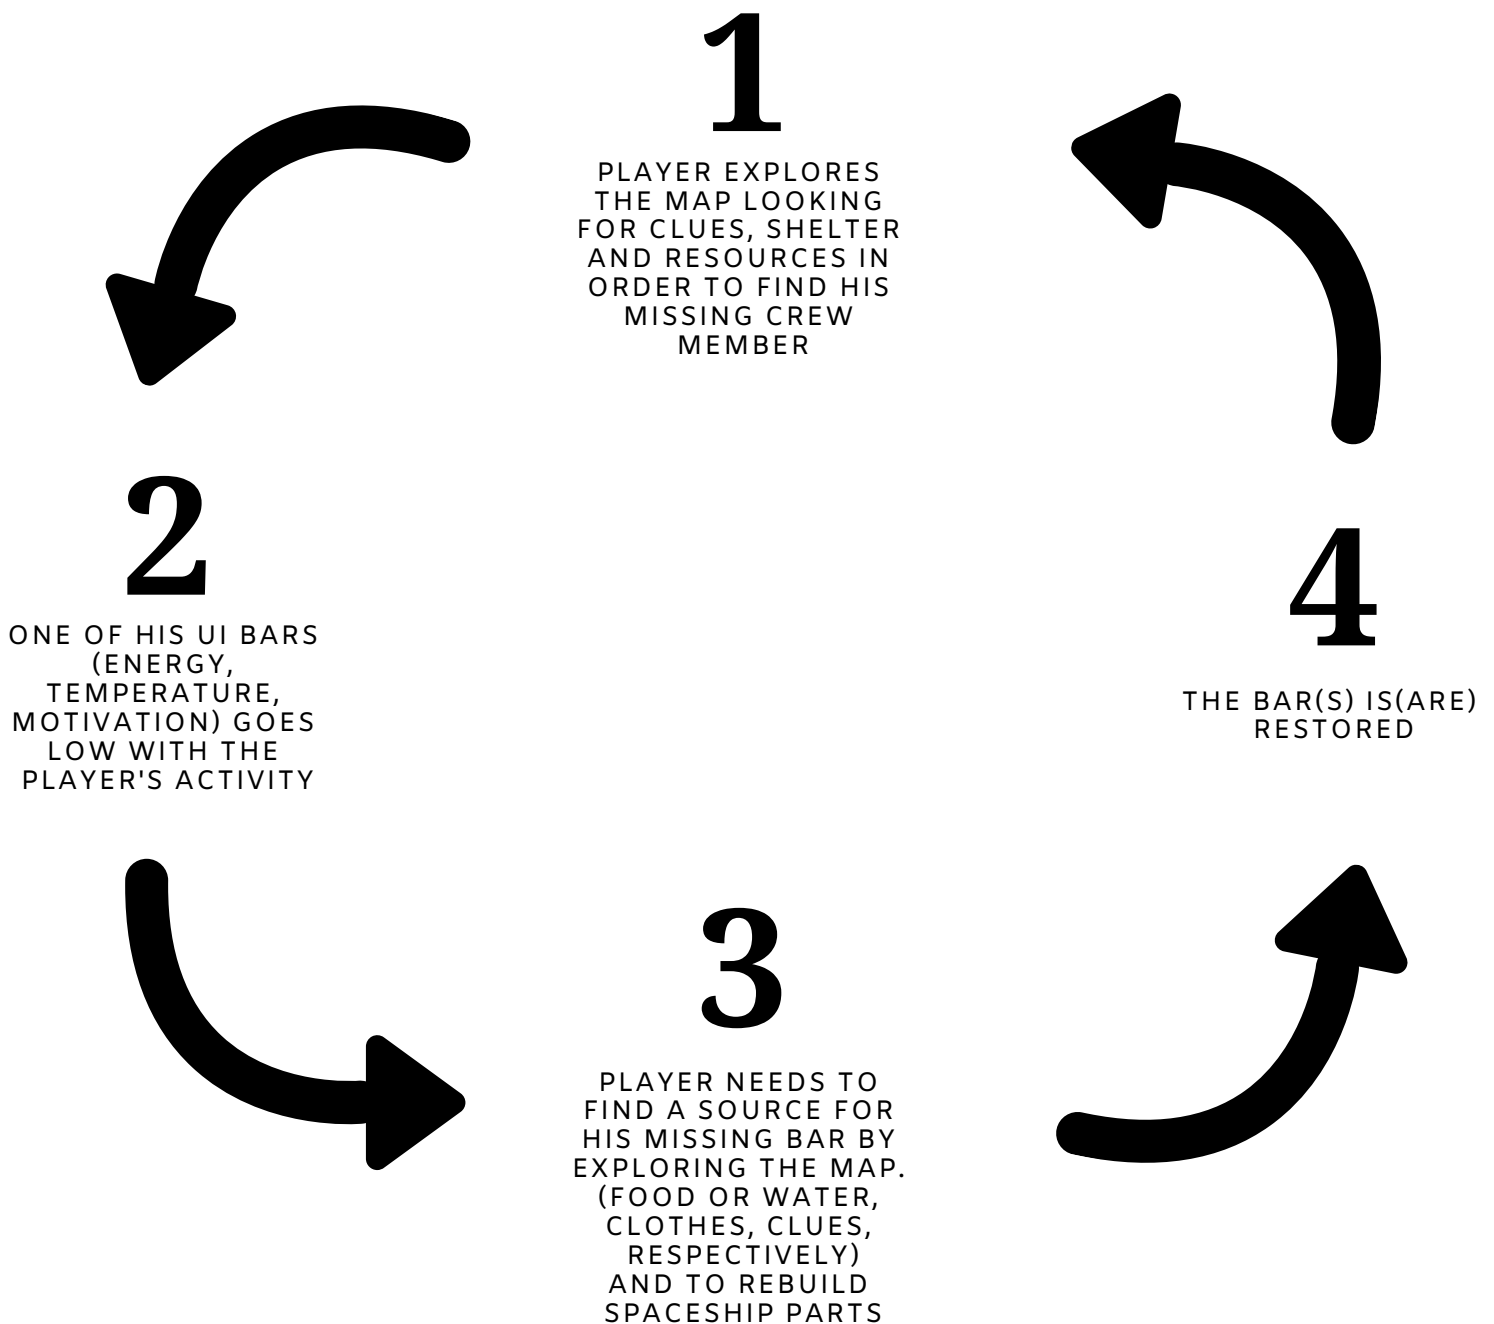 1
PLAYER EXPLORES
THE MAP LOOKING
FOR CLUES, SHELTER
AND RESOURCES IN
ORDER TO FIND HIS
MISSING CREW
MEMBER
2
ONE OF HIS UI BARS
(ENERGY,
TEMPERATURE,
MOTIVATION) GOES
LOW WITH THE
PLAYER'S ACTIVITY
3
PLAYER NEEDS TO
FIND A SOURCE FOR
HIS MISSING BAR BY
EXPLORING THE MAP.
(FOOD OR WATER,
CLOTHES, CLUES,
RESPECTIVELY)
AND TO REBUILD
SPACESHIP PARTS
4
THE BAR(S) IS(ARE)
RESTORED